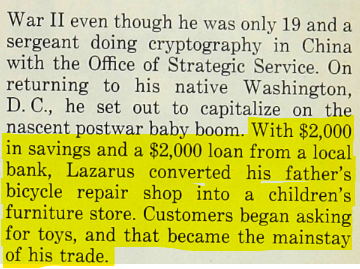 War II even though he was only 19 and a
sergeant doing cryptography in China
with the Office of Strategic Service. On
returning to his native Washington,
D. C., he set out to capitalize on the
nascent postwar baby boom. With $2,000
in savings and a $2,000 loan from a local
bank, Lazarus converted his father's
bicycle repair shop into a children's
furniture store. Customers began asking
for toys, and that became the mainstay
of his trade.